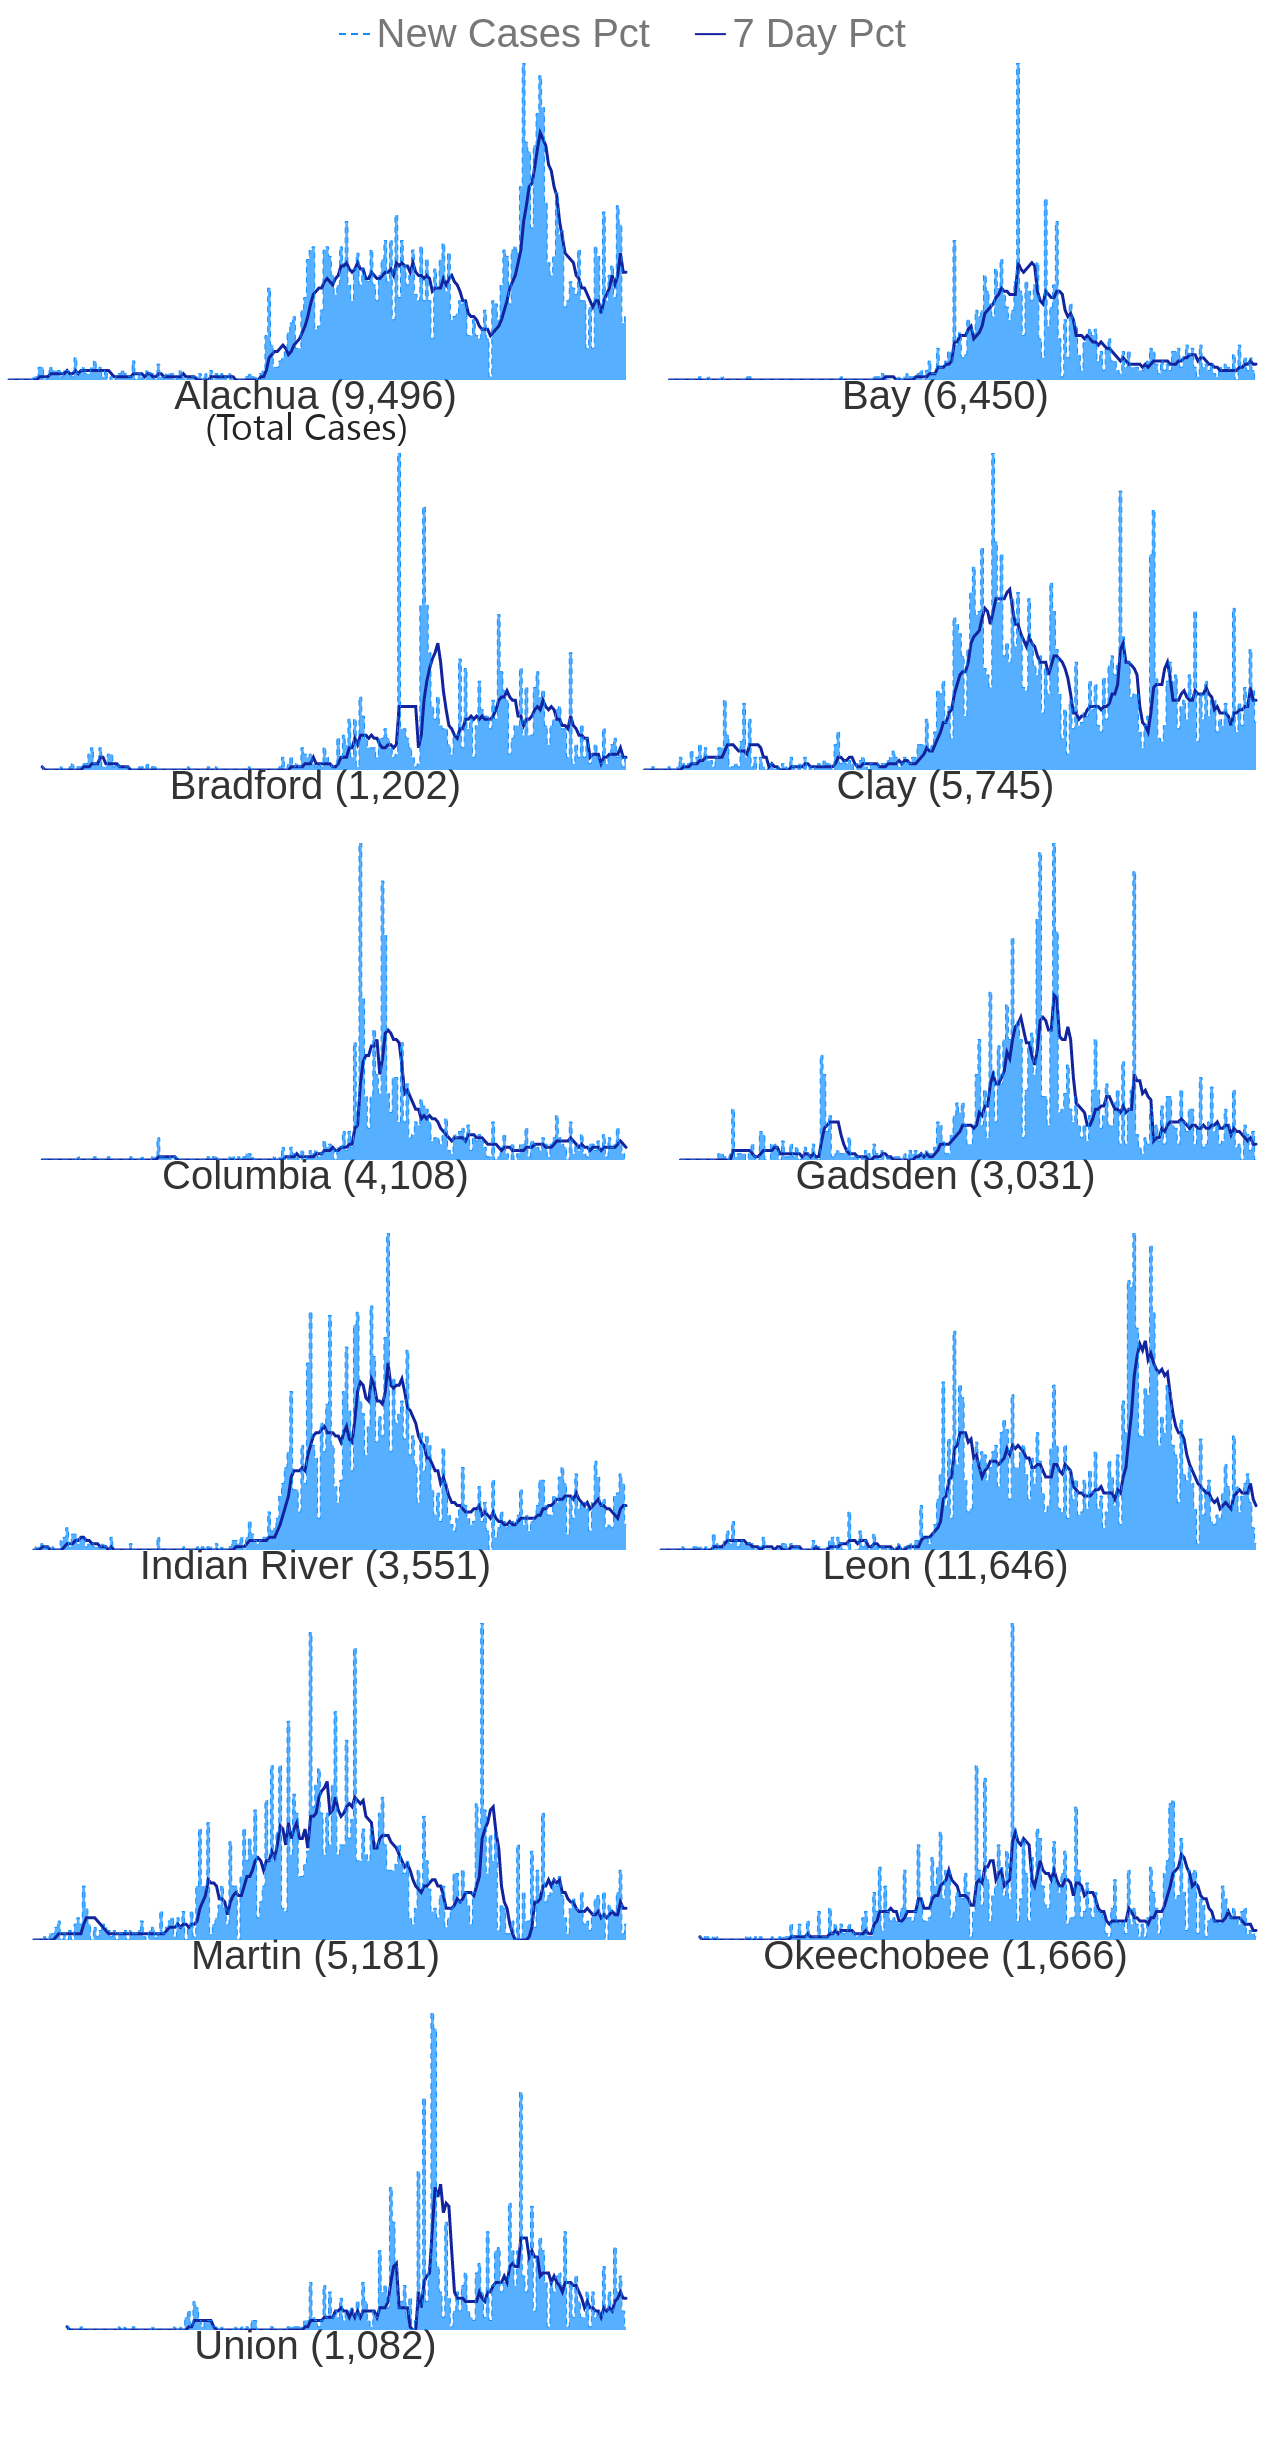 New Cases Pct 7 Day Pct
Alachua (9,496) Bay (6,450)
(Total Cases)
Bradford (1,202) Clay (5,745)
Columbia (4,108) Gadsden (3,031)
Indian River (3,551) Leon (11,646)
Martin (5,181) Okeechobee (1,666)
Union (1,082)